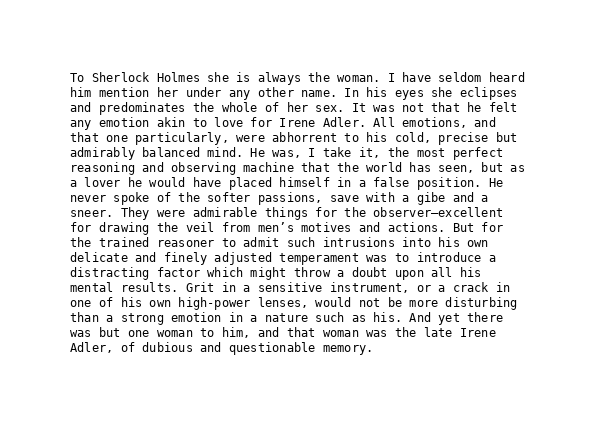 To Sherlock Holmes she is always the woman. I have seldom heard
him mention her under any other name. In his eyes she eclipses
and predominates the whole of her sex. It was not that he felt
any emotion akin to love for Irene Adler. All emotions, and
that one particularly, were abhorrent to his cold, precise but
admirably balanced mind. He was, I take it, the most perfect
reasoning and observing machine that the world has seen, but as
a lover he would have placed himself in a false position. He
never spoke of the softer passions, save with a gibe and a
sneer. They were admirable things for the observer—excellent
for drawing the veil from men’s motives and actions. But for
the trained reasoner to admit such intrusions into his own
delicate and finely adjusted temperament was to introduce a
distracting factor which might throw a doubt upon all his
mental results. Grit in a sensitive instrument, or a crack in
one of his own high-power lenses, would not be more disturbing
than a strong emotion in a nature such as his. And yet there
was but one woman to him, and that woman was the late Irene
Adler, of dubious and questionable memory.